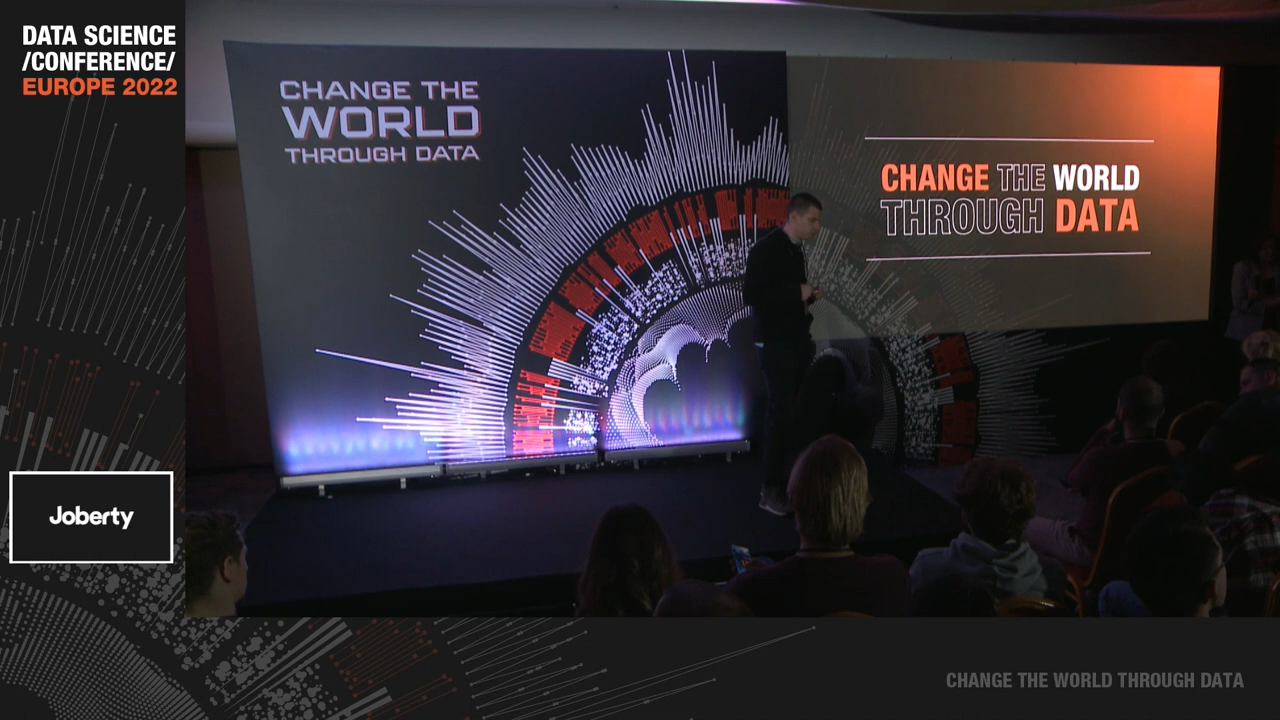 DATA SCIENCE
/CONFERENCE/
EUROPE 2022
CHANGE THE
WORLD
THROUGH DATA
CHANGE THE WORLD
THROUGH DATA
Joberty
CHANGE THE WORLD THROUGH DATA